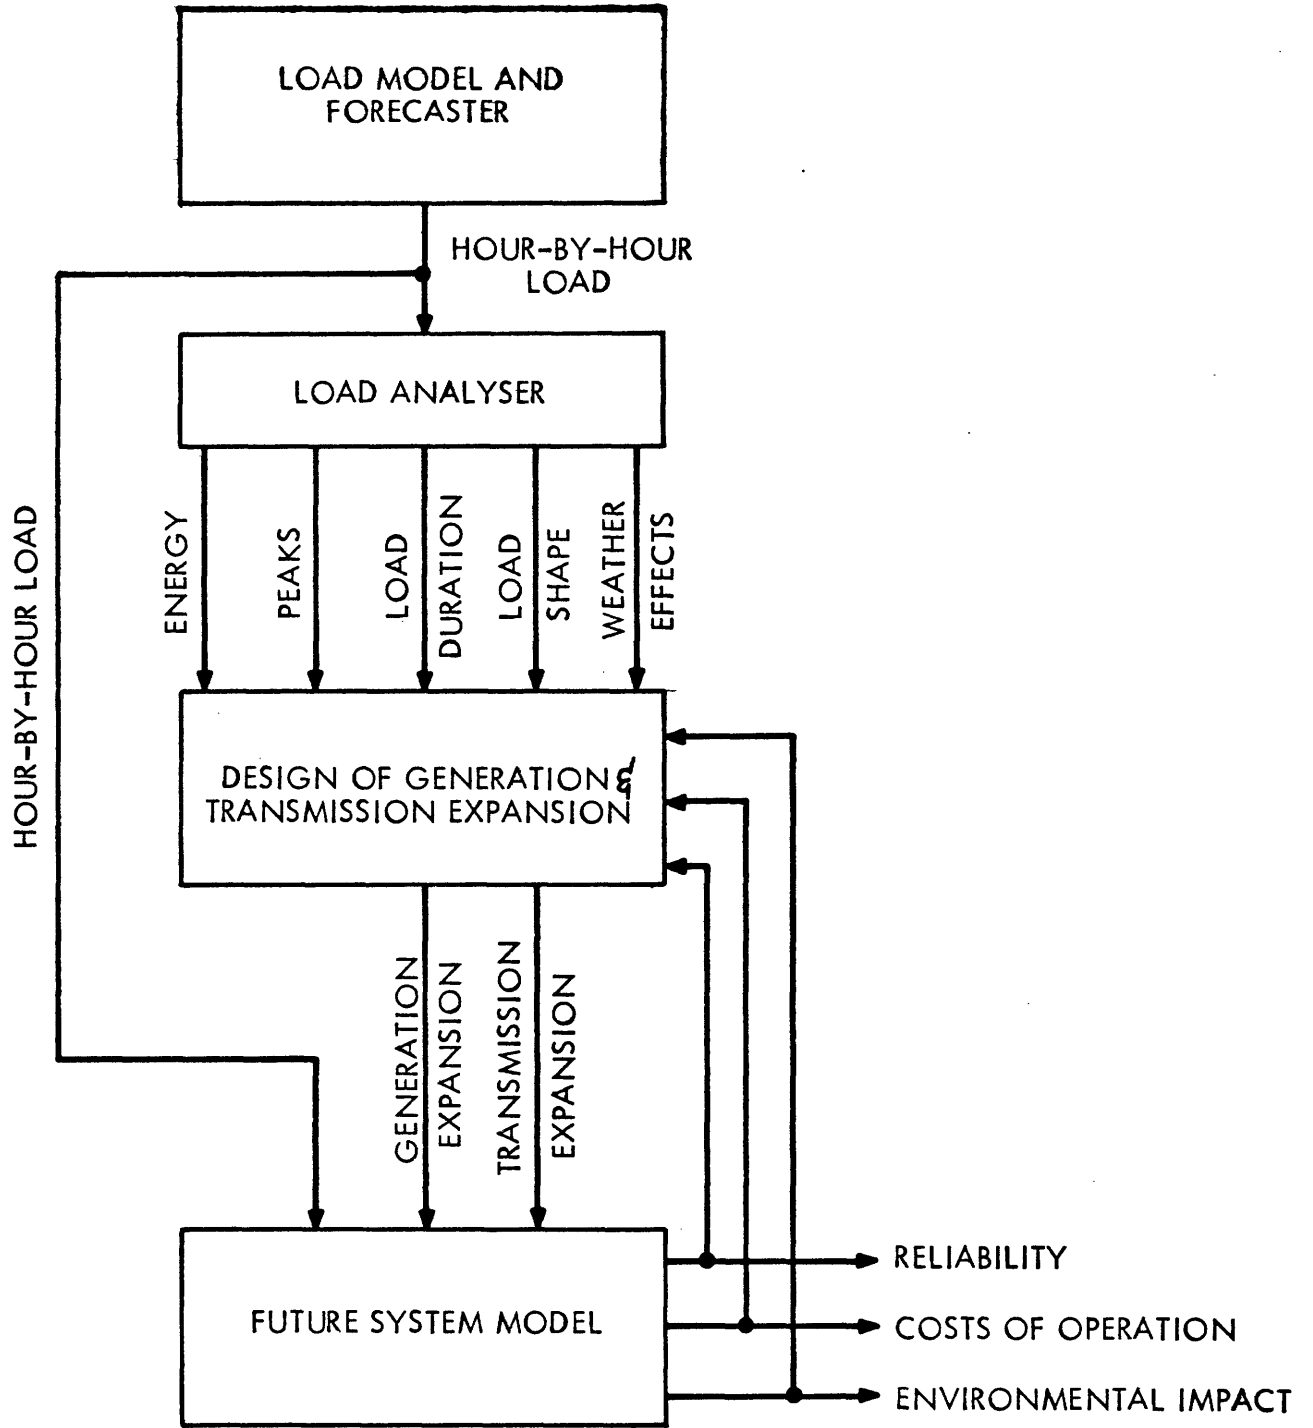 LOAD MODEL AND
FORECASTER
HOUR-BY-HOUR
LOAD
LOAD ANALYSER
HOUR-BY-HOUR LOAD
ENERGY
PEAKS
LOAD
DURATION
LOAD
SHAPE
WEATHER
EFFECTS
DESIGN OF GENERATION &
TRANSMISSION EXPANSION
GENERATION
EXPANSION
TRANSMISSION
EXPANSION
FUTURE SYSTEM MODEL
RELIABILITY
COSTS OF OPERATION
ENVIRONMENTAL IMPACT